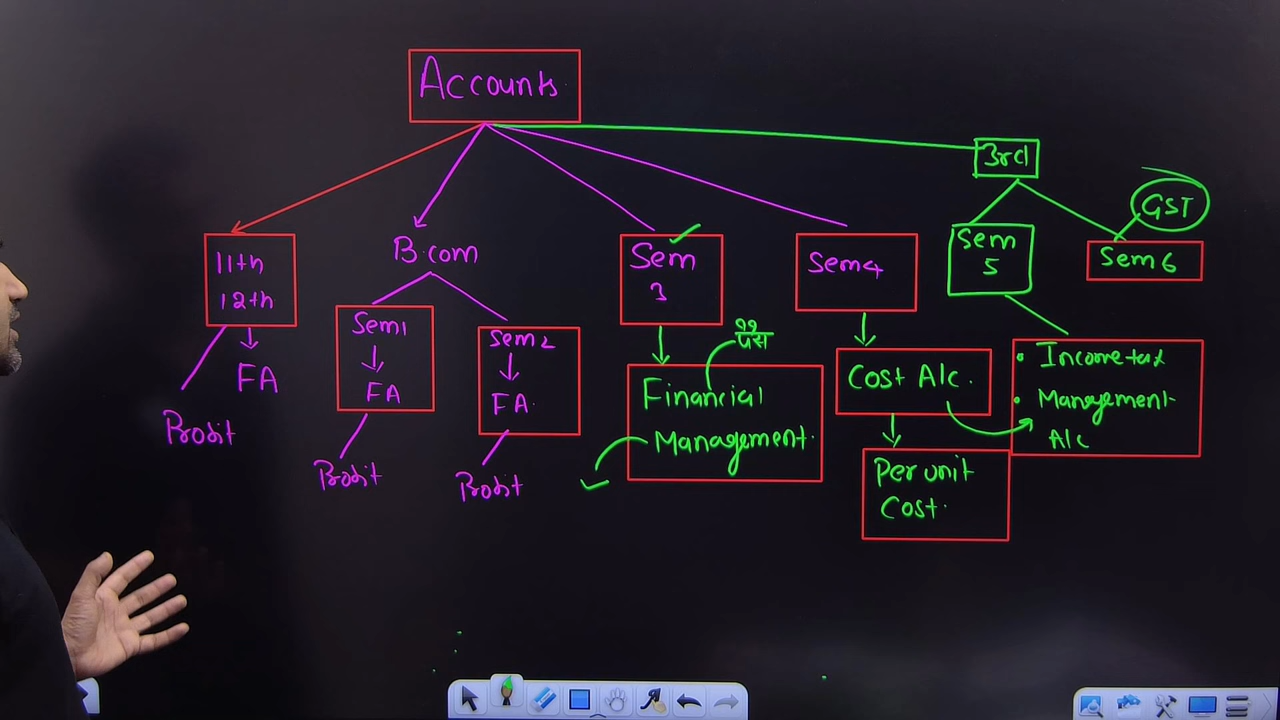 Accounts
3rd
GST
11th
12th
B.com
Sem
3
Sem4
Sem
5
Sem 6
Sem1
FA
Sem2
FA
FA
Profit
Profit
Profit
Financial
Management
Cost A/c.
Per unit
Cost.
• Income tax
• Management
A/c